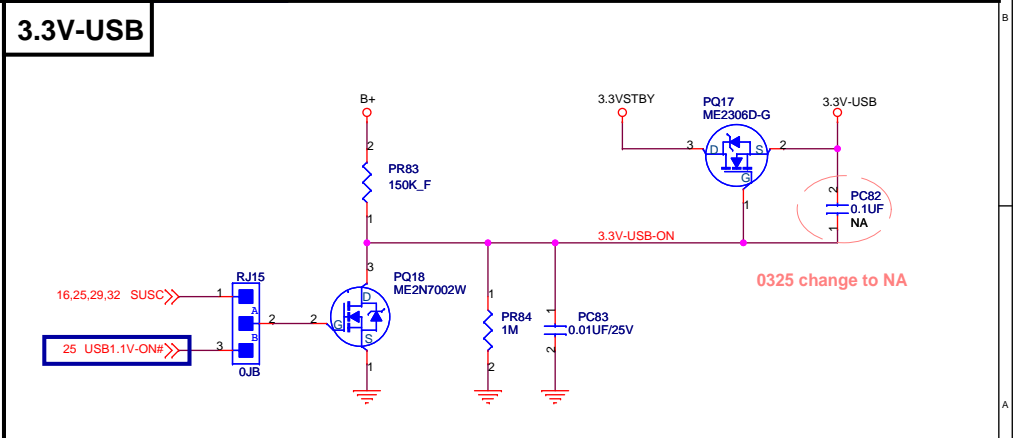 3.3V-USB
B
B+
3.3VSTBY
PQ17
ME2306D-G
3.3V-USB
2
PR83
150K_F
1
3
D
S
G
2
1
2
PC82
0.1UF
NA
1
3.3V-USB-ON
0325 change to NA
3
PQ18
ME2N7002W
D
G
S
1
RJ15
16,25,29,32 SUSC
1
A
2
2
B
25 USB1.1V-ON#
3
0JB
1
PR84
1M
2
1
PC83
0.01UF/25V
2
A